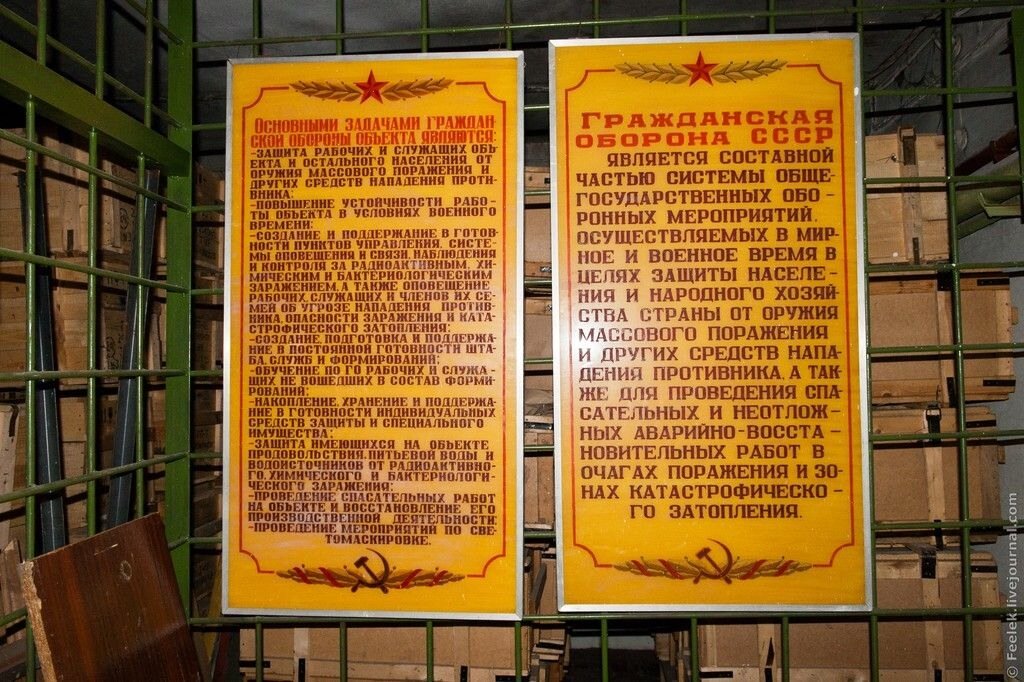 Основными задачами граждан-
ской обороны объекта являются:
-защита рабочих и служащих объ-
екта и остального населения от
оружия массового поражения и
других средств нападения проти-
вника;
-повышение устойчивости рабо-
ты объекта в условиях военного
времени;
-создание и поддержание в готов-
ности пунктов управления, систе-
мы оповещения и связи, наблюдения
и контроля за радиоактивным, хи-
мическим и бактериологическим
заражением, а также оповещение
рабочих, служащих и членов их се-
мей об угрозе нападения против-
ника, опасности заражения и ката-
строфического затопления;
-создание, подготовка и поддержа-
ние в постоянной готовности шта-
ба, служб и формирований;
-обучение по ГО рабочих и служа-
щих не вошедших в состав форми-
рований;
-накопление, хранение и поддержа-
ние в готовности индивидуальных
средств защиты и специального
имущества;
-защита имеющихся на объекте
продовольствия, питьевой воды и
водоисточников от радиоактивно-
го, химического и бактериологи-
ческого заражения;
-проведение спасательных работ
на объекте и восстановление его
производственной деятельности;
-проведение мероприятий по све-
томаскировке.
Гражданская
оборона СССР
является составной
частью системы обще-
государственных обо-
ронных мероприятий,
осуществляемых в мир-
ное и военное время в
целях защиты населе-
ния и народного хозяй-
ства страны от оружия
массового поражения
и других средств напа-
дения противника, а так
же для проведения спа-
сательных и неотлож-
ных аварийно-восста-
новительных работ в
очагах поражения и зо-
нах катастрофическо-
го затопления.
© Feelek.livejournal.com